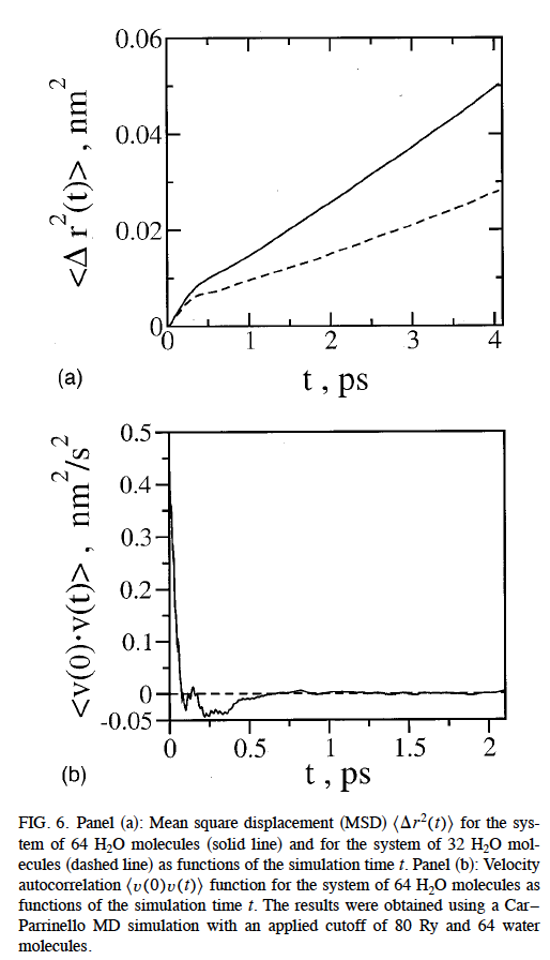 0.06
<Δ r²(t)> , nm²
0.04
0.02
0
0 1 2 3 4
(a)
t , ps
0.5
<v(0)·v(t)> , nm²/s²
0.4
0.3
0.2
0.1
0
-0.05
0 0.5 1 1.5 2
(b)
t , ps
FIG. 6. Panel (a): Mean square displacement (MSD) ⟨Δr²(t)⟩ for the sys-
tem of 64 H₂O molecules (solid line) and for the system of 32 H₂O mol-
ecules (dashed line) as functions of the simulation time t. Panel (b): Velocity
autocorrelation ⟨v(0)v(t)⟩ function for the system of 64 H₂O molecules as
functions of the simulation time t. The results were obtained using a Car–
Parrinello MD simulation with an applied cutoff of 80 Ry and 64 water
molecules.